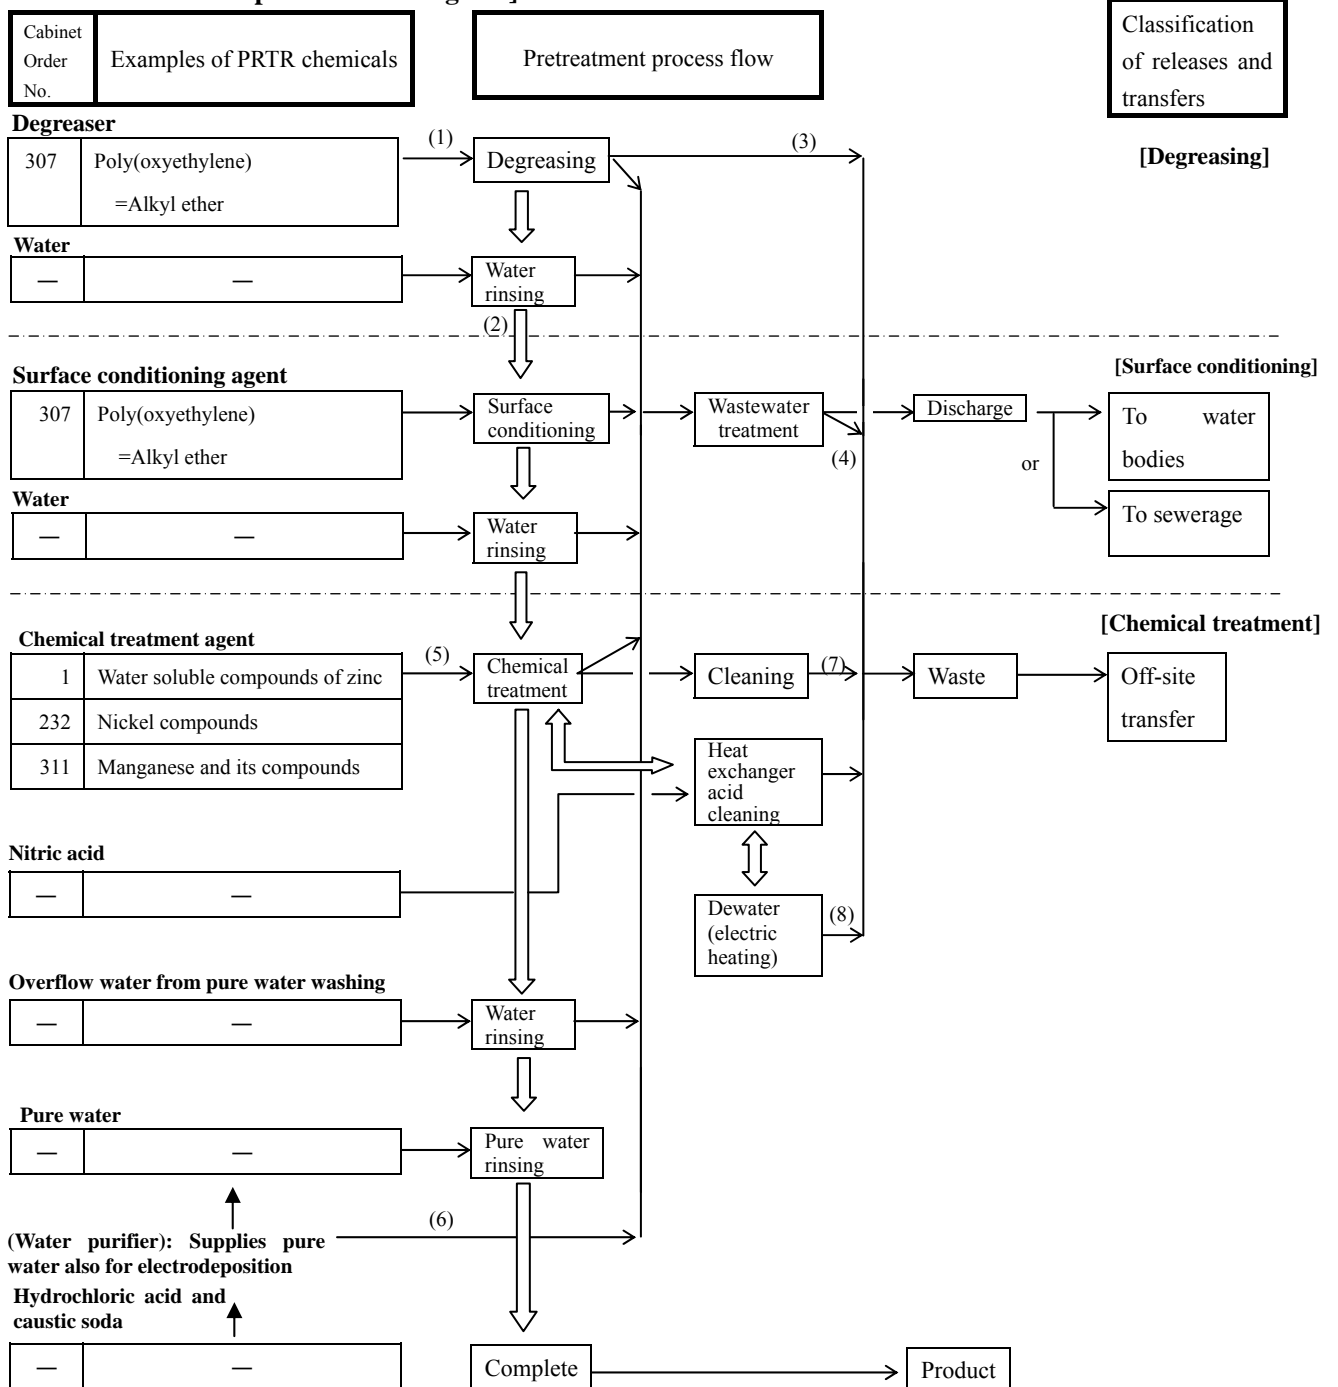 Cabinet
Order
No.
Examples of PRTR chemicals
Pretreatment process flow
Classification
of releases and
transfers
Degreaser
307 Poly(oxyethylene)
=Alkyl ether
(1)
Degreasing
(3)
[Degreasing]
Water
— —
Water
rinsing
(2)
Surface conditioning agent
[Surface conditioning]
307 Poly(oxyethylene)
=Alkyl ether
Surface
conditioning
Wastewater
treatment
(4)
Discharge
or
To water
bodies
To sewerage
Water
— —
Water
rinsing
Chemical treatment agent
[Chemical treatment]
1 Water soluble compounds of zinc
232 Nickel compounds
311 Manganese and its compounds
(5)
Chemical
treatment
Cleaning
(7)
Waste
Off-site
transfer
Heat
exchanger
acid
cleaning
Nitric acid
— —
Dewater
(electric
heating)
(8)
Overflow water from pure water washing
— —
Water
rinsing
Pure water
— —
Pure water
rinsing
(6)
(Water purifier): Supplies pure
water also for electrodeposition
Hydrochloric acid and
caustic soda
— —
Complete
Product